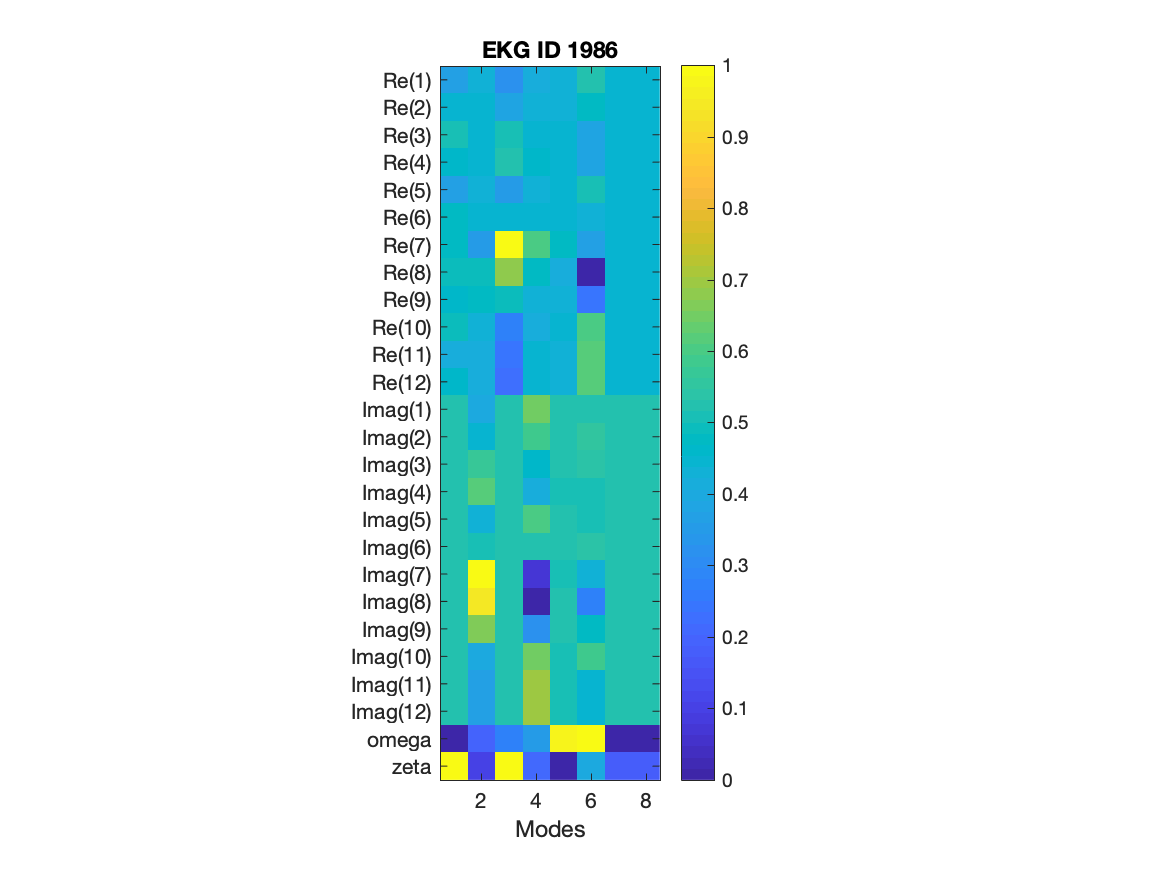 EKG ID 1986
Re(1)
Re(2)
Re(3)
Re(4)
Re(5)
Re(6)
Re(7)
Re(8)
Re(9)
Re(10)
Re(11)
Re(12)
Imag(1)
Imag(2)
Imag(3)
Imag(4)
Imag(5)
Imag(6)
Imag(7)
Imag(8)
Imag(9)
Imag(10)
Imag(11)
Imag(12)
omega
zeta
2 4 6 8
Modes
1
0.9
0.8
0.7
0.6
0.5
0.4
0.3
0.2
0.1
0